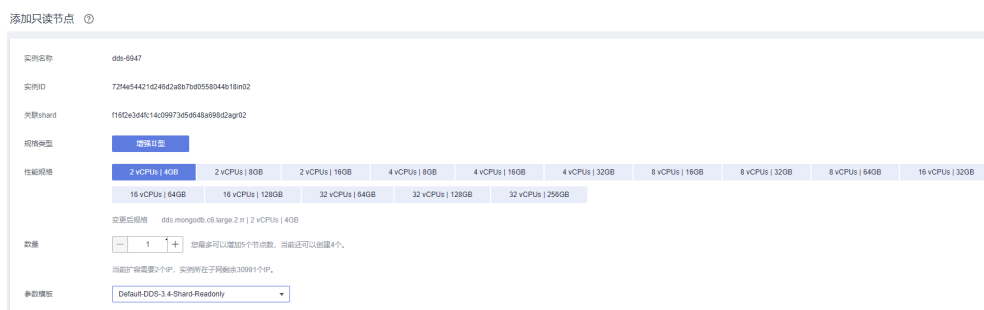 添加只读节点
实例名称 dds-6947
实例ID 72f4e54421d246d2a8b7bd0558044b18in02
关联shard f16f2e3d4fc14c09973d5d648a698d2agr02
规格类型 增强II型
性能规格 2 vCPUs | 4GB 2 vCPUs | 8GB 2 vCPUs | 16GB 4 vCPUs | 8GB 4 vCPUs | 16GB 4 vCPUs | 32GB 8 vCPUs | 16GB 8 vCPUs | 32GB 8 vCPUs | 64GB 16 vCPUs | 32GB
16 vCPUs | 64GB 16 vCPUs | 128GB 32 vCPUs | 64GB 32 vCPUs | 128GB 32 vCPUs | 256GB
变更后规格 dds.mongodb.c6.large.2.rr | 2 vCPUs | 4GB
数量 1 您最多可以增加5个节点数，当前还可以创建4个。
当前扩容需要2个IP，实例所在子网剩余30991个IP。
参数模板 Default-DDS-3.4-Shard-Readonly